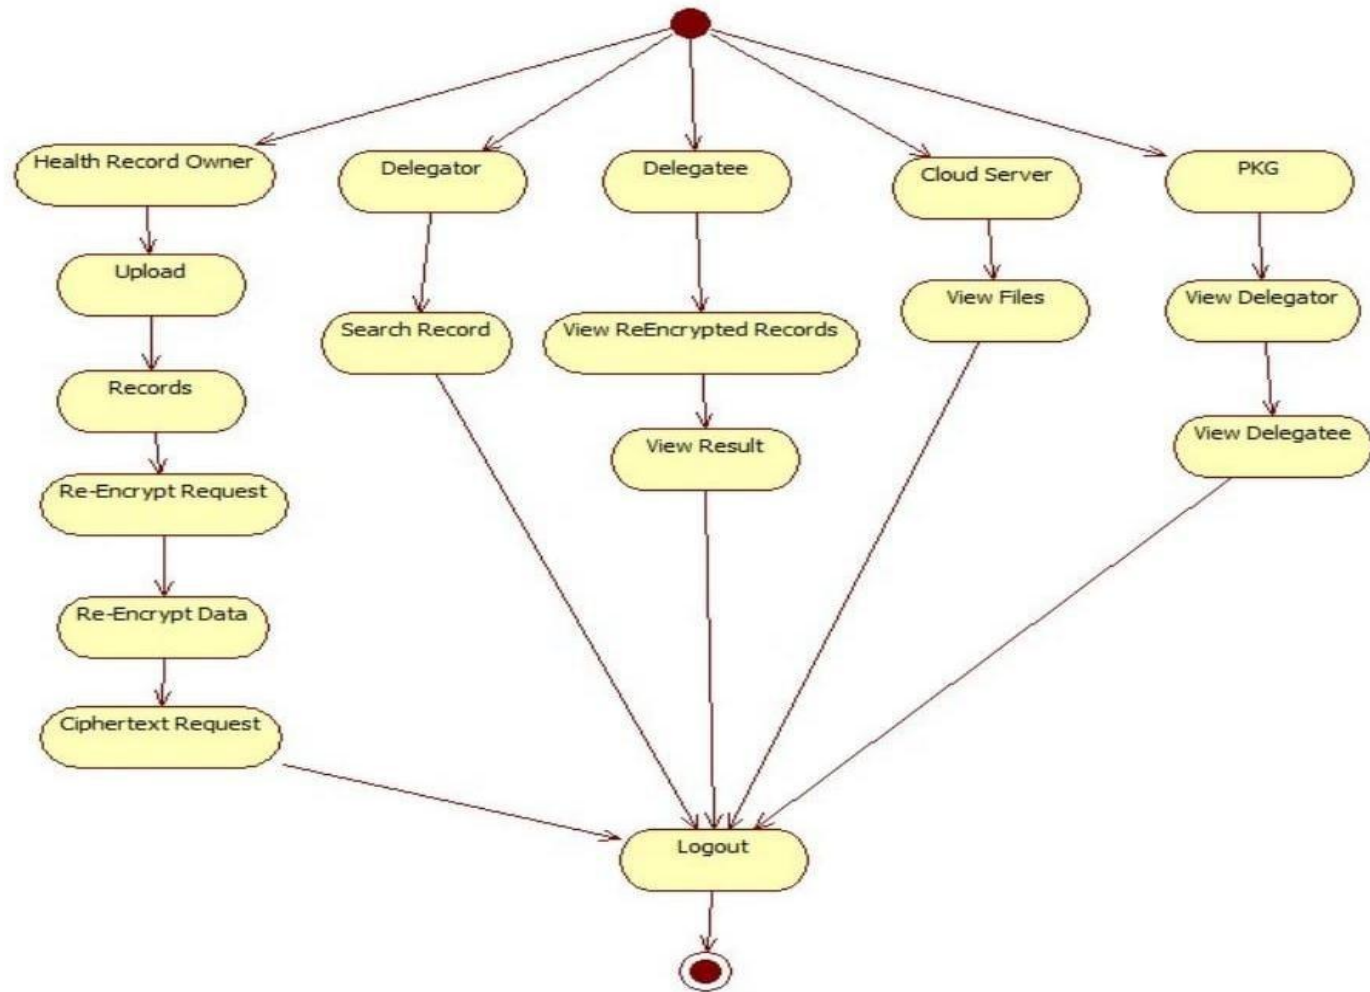 Health Record Owner
Delegator
Delegatee
Cloud Server
PKG
Upload
View Files
View Delegator
Search Record
View ReEncrypted Records
Records
View Result
View Delegatee
Re-Encrypt Request
Re-Encrypt Data
Ciphertext Request
Logout